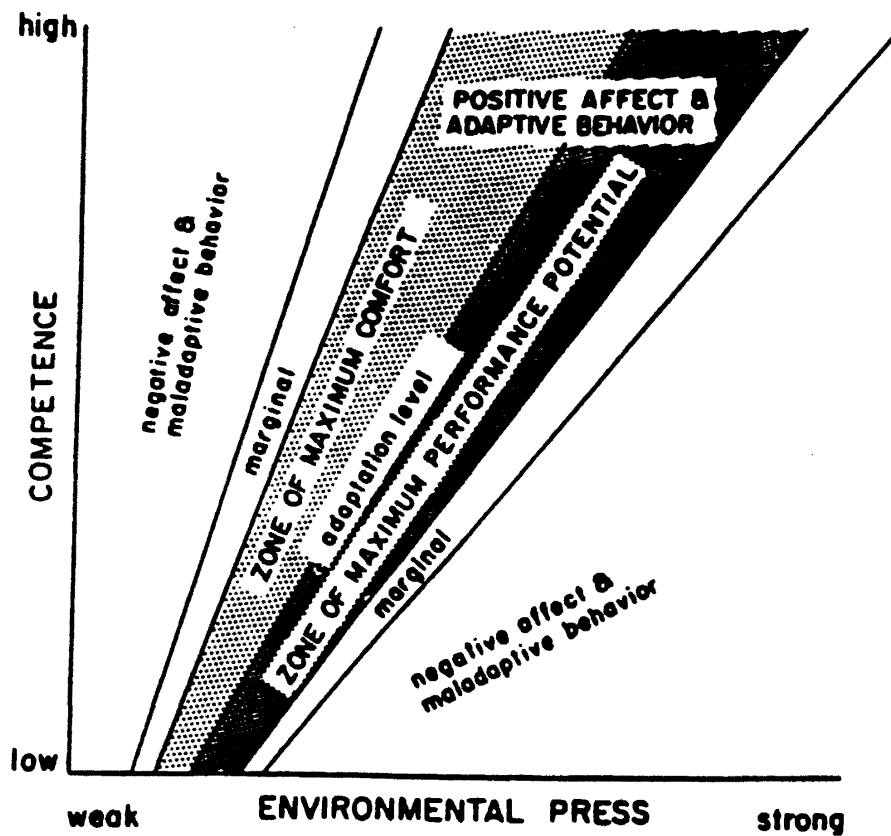 high
POSITIVE AFFECT &
ADAPTIVE BEHAVIOR
negative affect &
maladaptive behavior
marginal
ZONE OF MAXIMUM COMFORT
adaptation level
ZONE OF MAXIMUM PERFORMANCE POTENTIAL
marginal
negative affect &
maladaptive behavior
COMPETENCE
low
weak
ENVIRONMENTAL PRESS
strong